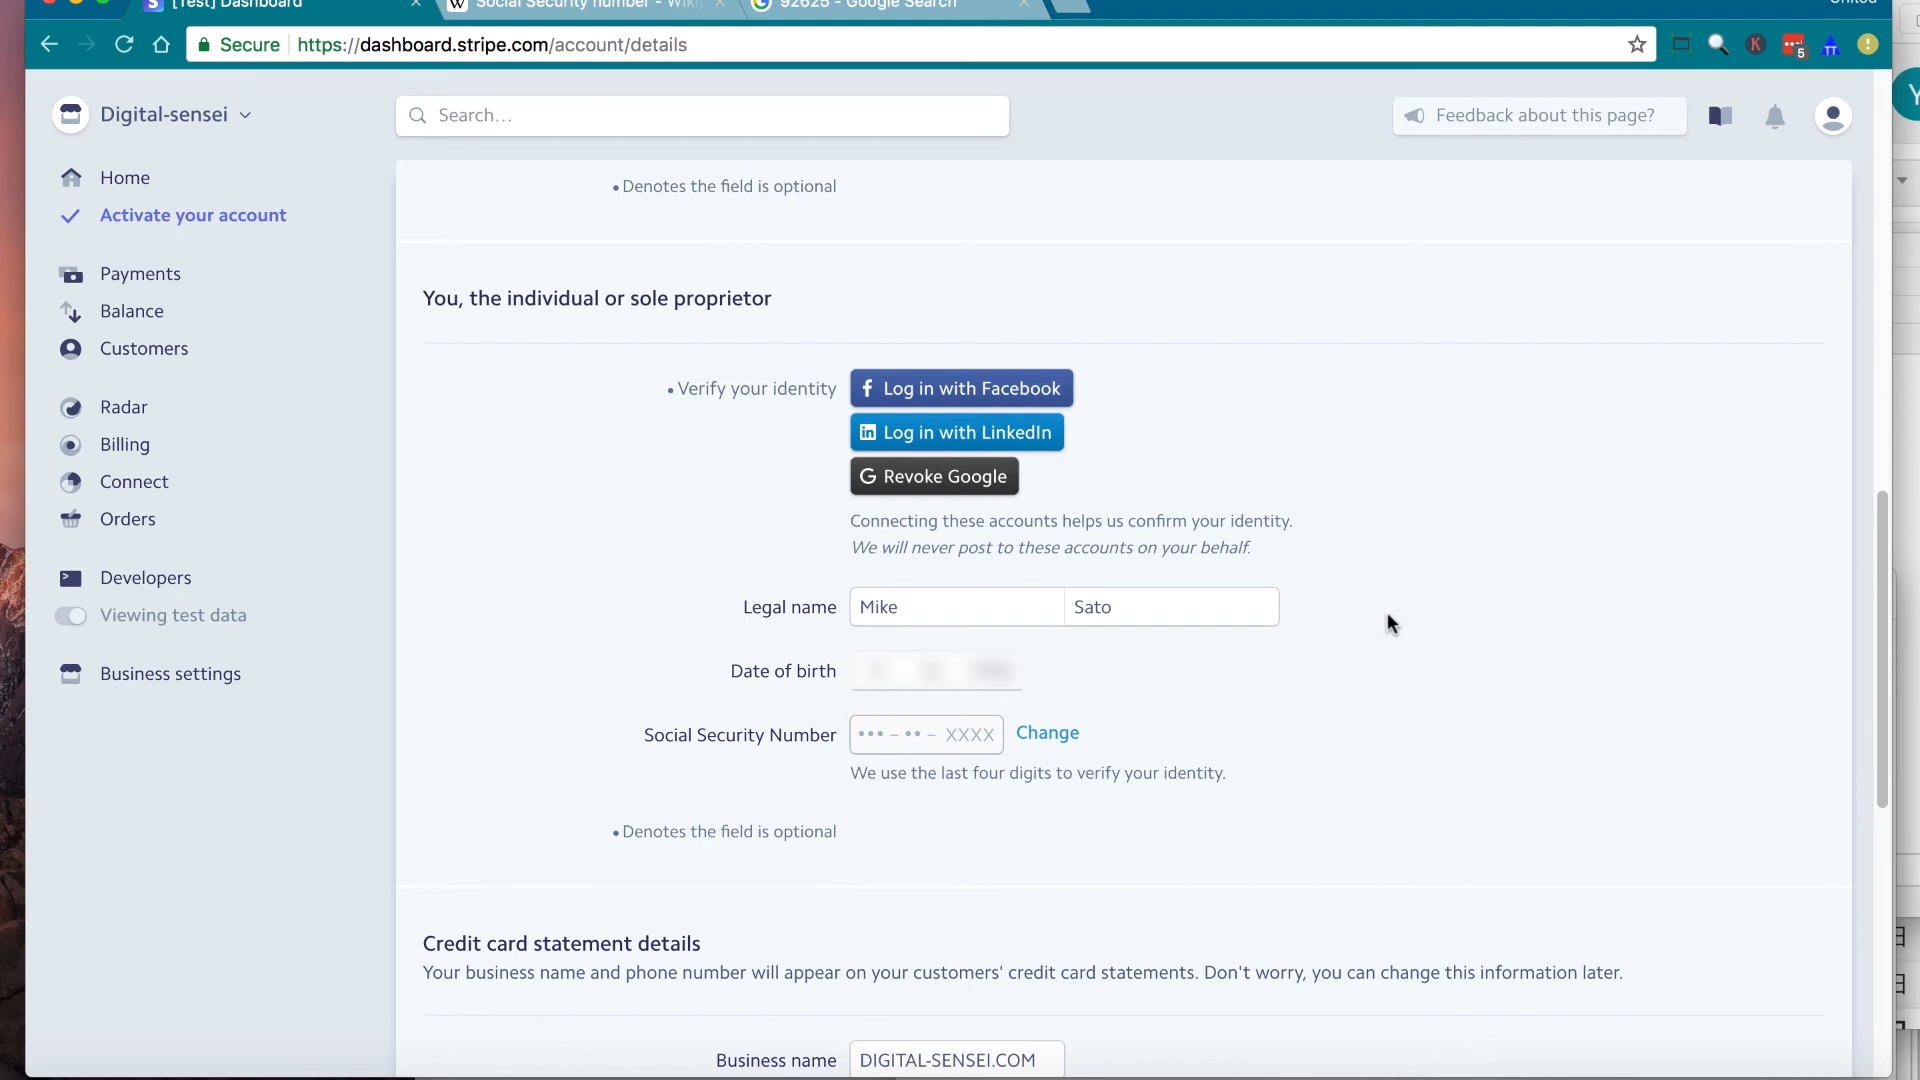 [Test] Dashboard
Social Security number - Wiki
92625 - Google Search
United
Secure
https://dashboard.stripe.com/account/details
5
Digital-sensei
Search...
Feedback about this page?
Home
Activate your account
Payments
Balance
Customers
Radar
Billing
Connect
Orders
Developers
Viewing test data
Business settings
• Denotes the field is optional
You, the individual or sole proprietor
• Verify your identity
Log in with Facebook
Log in with LinkedIn
Revoke Google
Connecting these accounts helps us confirm your identity.
We will never post to these accounts on your behalf.
Legal name
Mike
Sato
Date of birth
Social Security Number
••• – •• – XXXX
Change
We use the last four digits to verify your identity.
• Denotes the field is optional
Credit card statement details
Your business name and phone number will appear on your customers' credit card statements. Don't worry, you can change this information later.
Business name
DIGITAL-SENSEI.COM